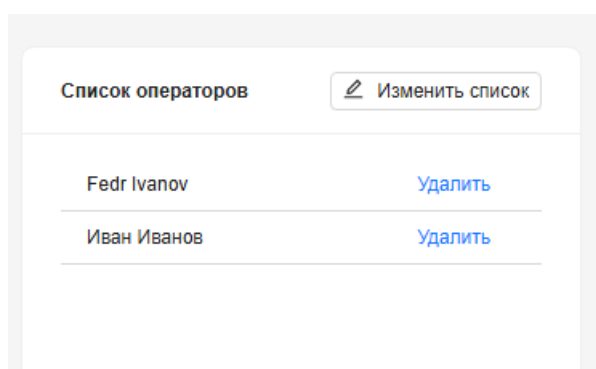 Список операторов Изменить список
Fedr Ivanov Удалить
Иван Иванов Удалить